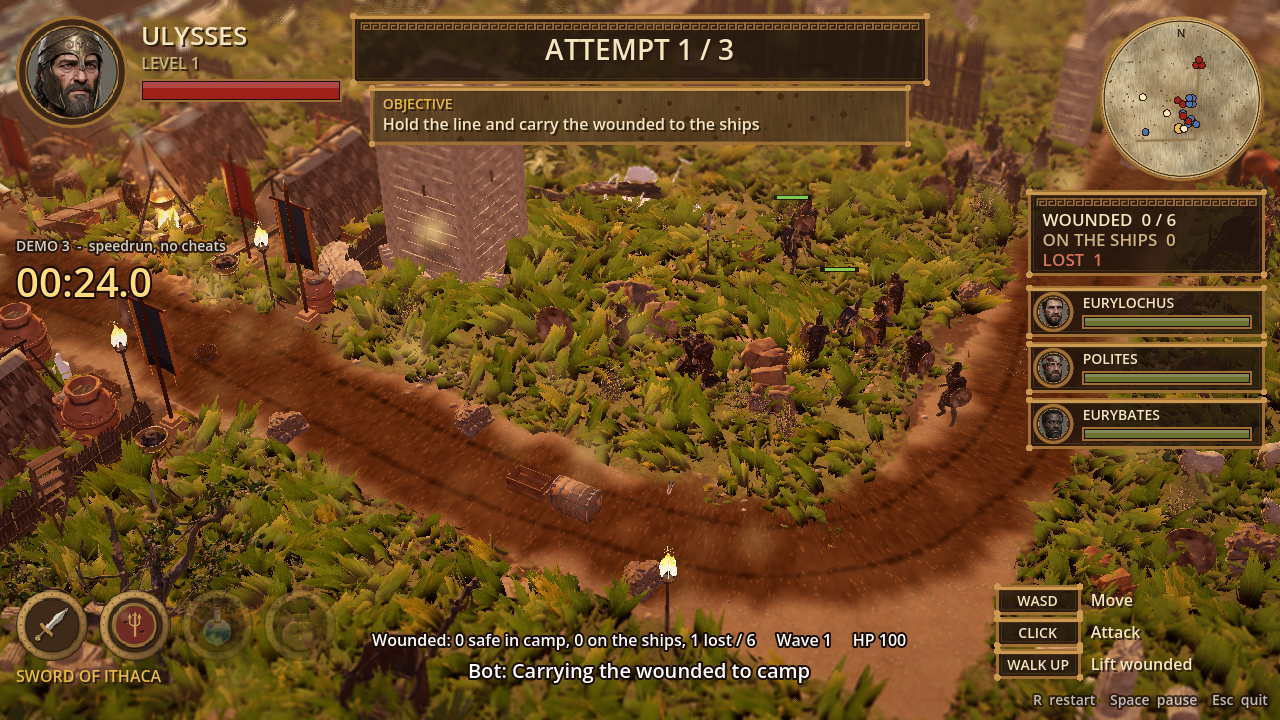 ULYSSES
LEVEL 1
ATTEMPT 1 / 3
OBJECTIVE
Hold the line and carry the wounded to the ships
N
WOUNDED 0 / 6
ON THE SHIPS 0
LOST 1
EURYLOCHUS
POLITES
EURYBATES
DEMO 3 - speedrun, no cheats
00:24.0
SWORD OF ITHACA
Wounded: 0 safe in camp, 0 on the ships, 1 lost / 6 Wave 1 HP 100
Bot: Carrying the wounded to camp
WASD Move
CLICK Attack
WALK UP Lift wounded
R restart Space pause Esc quit